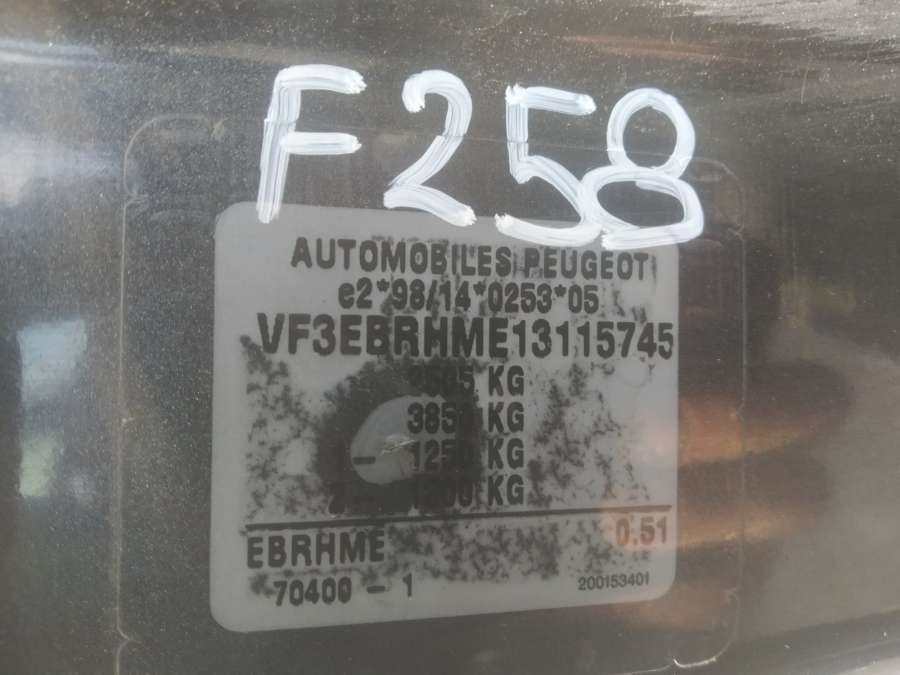 F258
AUTOMOBILES PEUGEOT
e2*98/14*0253*05
VF3EBRHME13115745
KG
KG
KG
KG
EBRHME
0.51
70400 - 1
200153401